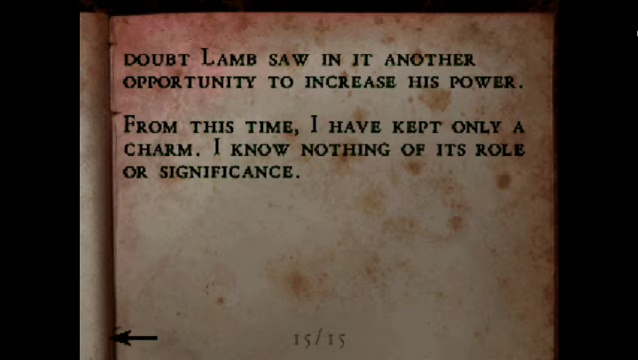 doubt Lamb saw in it another
opportunity to increase his power.
From this time, I have kept only a
charm. I know nothing of its role
or significance.
15/15